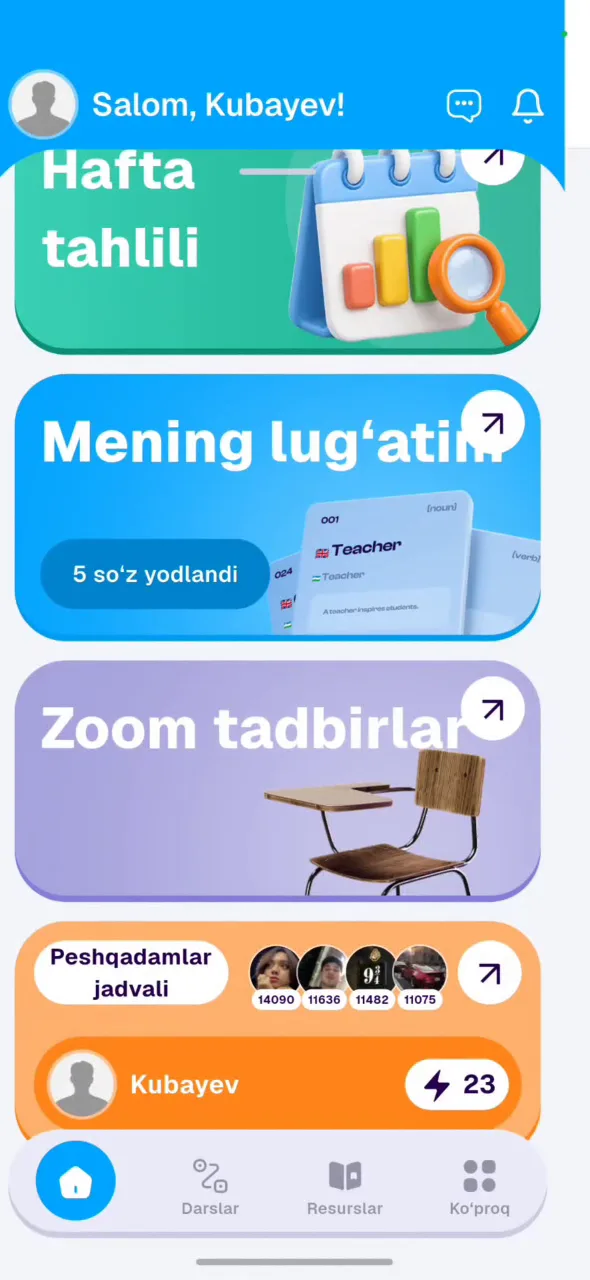 Salom, Kubayev!
Hafta
tahlili
Mening lug‘atim
5 so‘z yodlandi
001
[noun]
Teacher
Teacher
A teacher inspires students.
024
[verb]
Zoom tadbirlar
Peshqadamlar
jadvali
14090
11636
11482
11075
Kubayev
23
Darslar
Resurslar
Ko‘proq